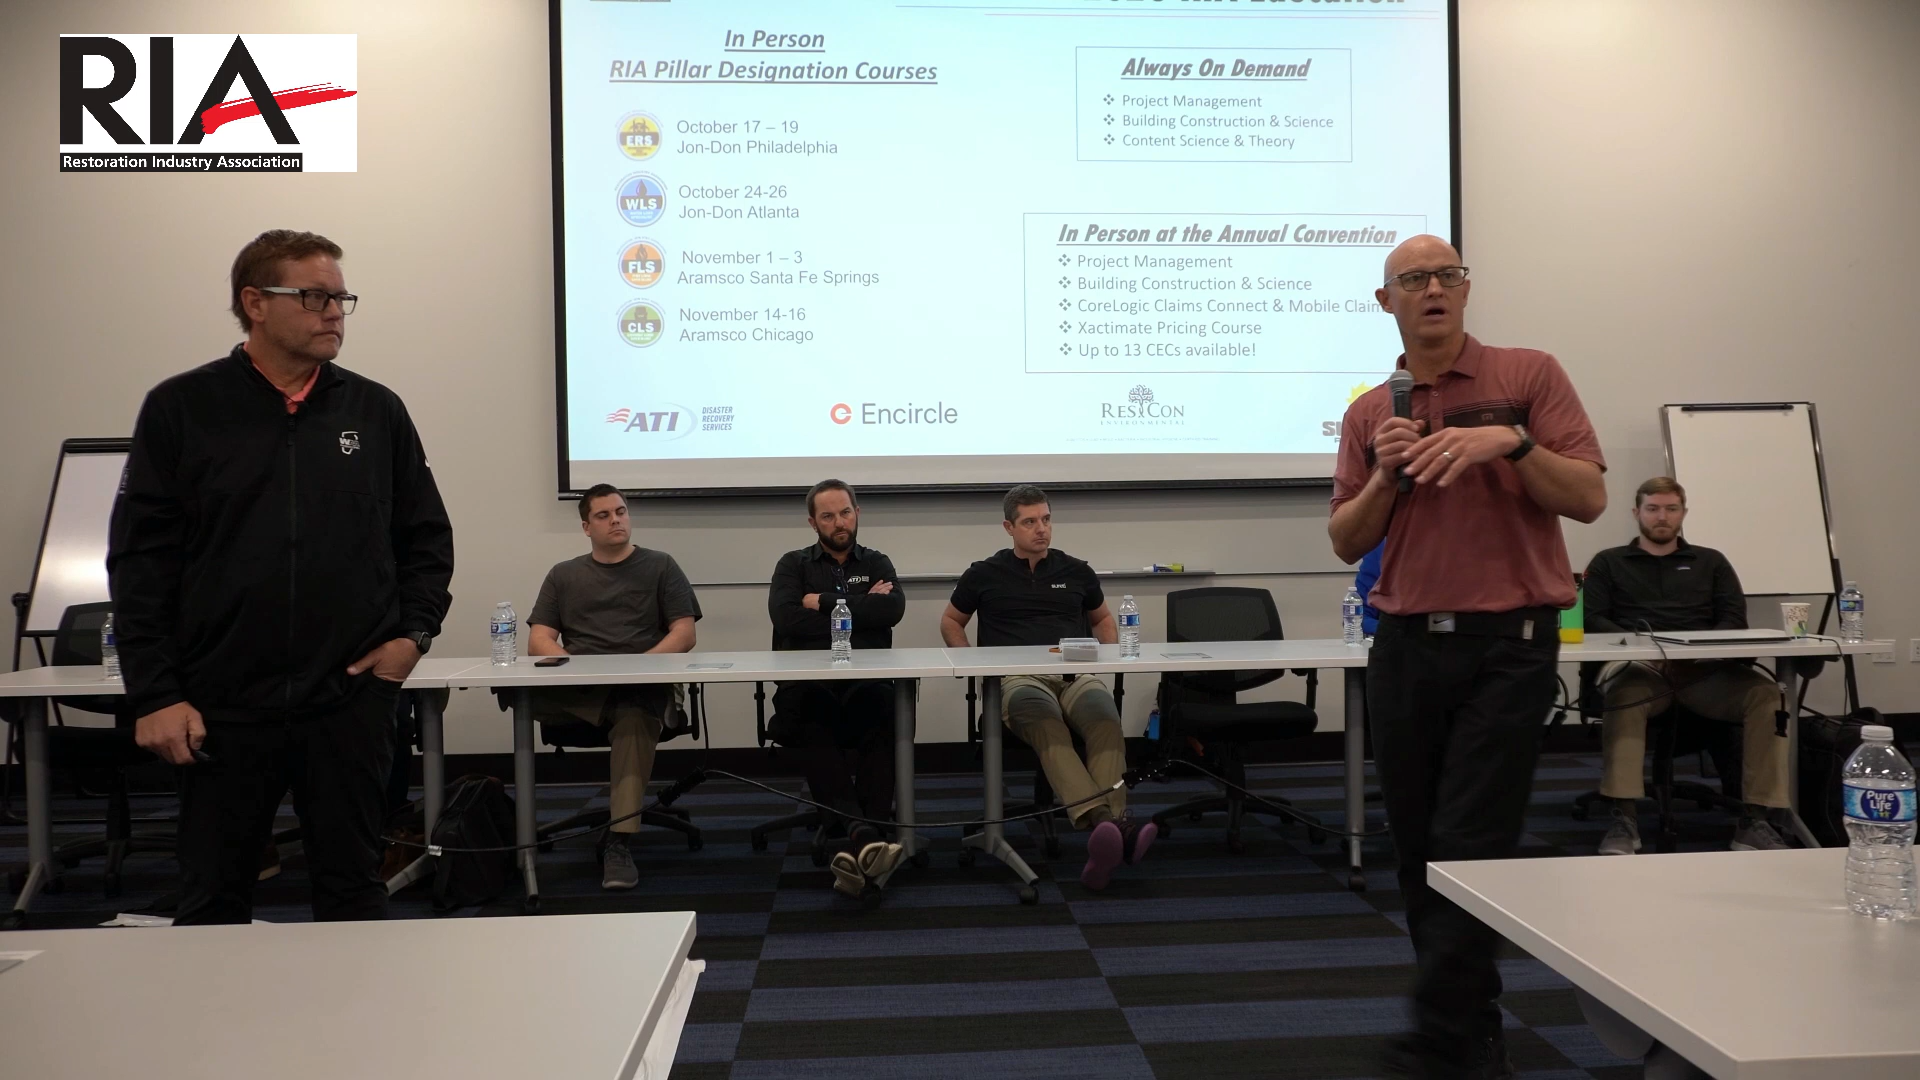 RIA
Restoration Industry Association
In Person
RIA Pillar Designation Courses
ERS
October 17 – 19
Jon-Don Philadelphia
WLS
October 24-26
Jon-Don Atlanta
FLS
November 1 – 3
Aramsco Santa Fe Springs
CLS
November 14-16
Aramsco Chicago
Always On Demand
❖ Project Management
❖ Building Construction & Science
❖ Content Science & Theory
In Person at the Annual Convention
❖ Project Management
❖ Building Construction & Science
❖ CoreLogic Claims Connect & Mobile Claim
❖ Xactimate Pricing Course
❖ Up to 13 CECs available!
ATI DISASTER
RECOVERY
SERVICES
Encircle
RESCON
ENVIRONMENTAL
ATI
Pure
Life